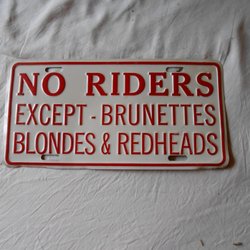 NO RIDERS
EXCEPT - BRUNETTES
BLONDES & REDHEADS